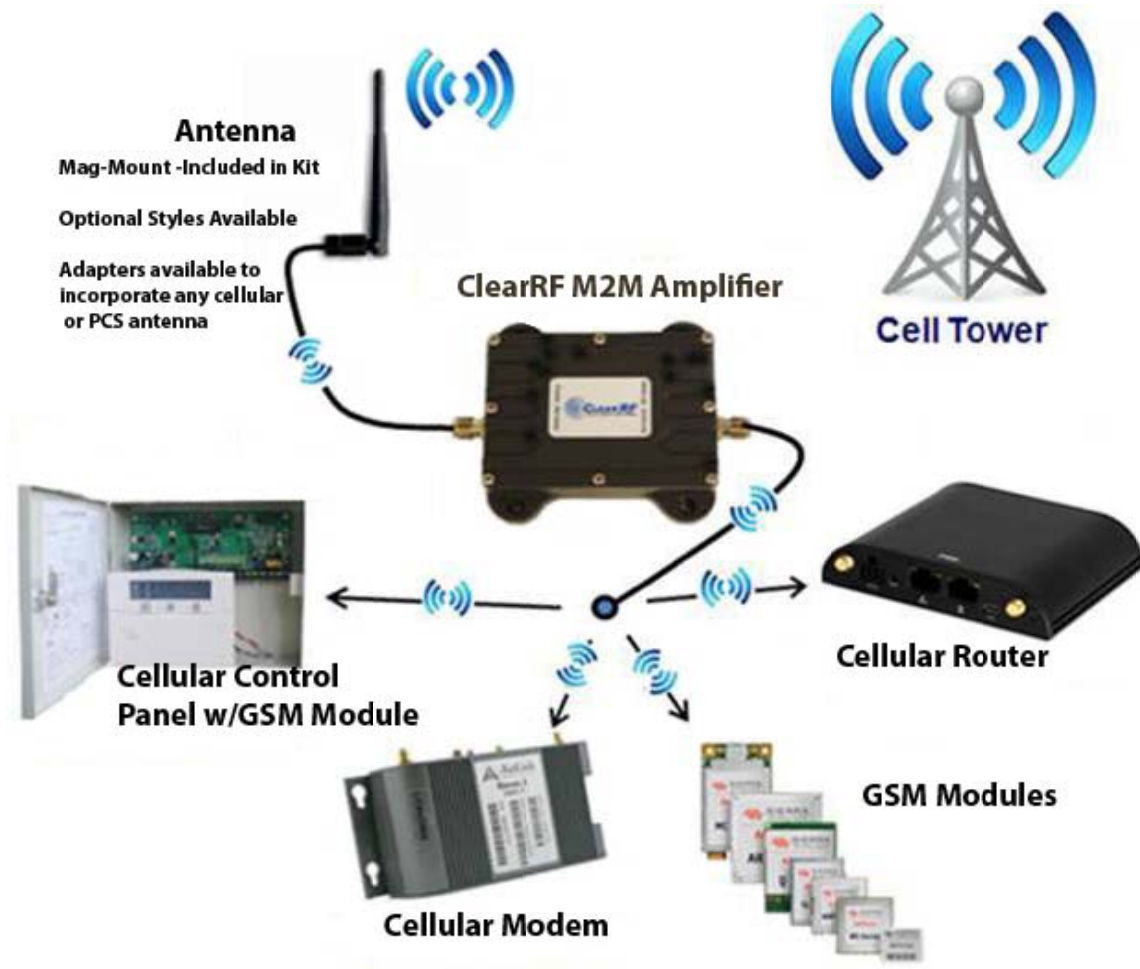 Antenna
Mag-Mount -Included in Kit
Optional Styles Available
Adapters available to
incorporate any cellular
or PCS antenna
ClearRF M2M Amplifier
Cell Tower
CLEARRF
Cellular Control
Panel w/GSM Module
Cellular Router
Cellular Modem
GSM Modules